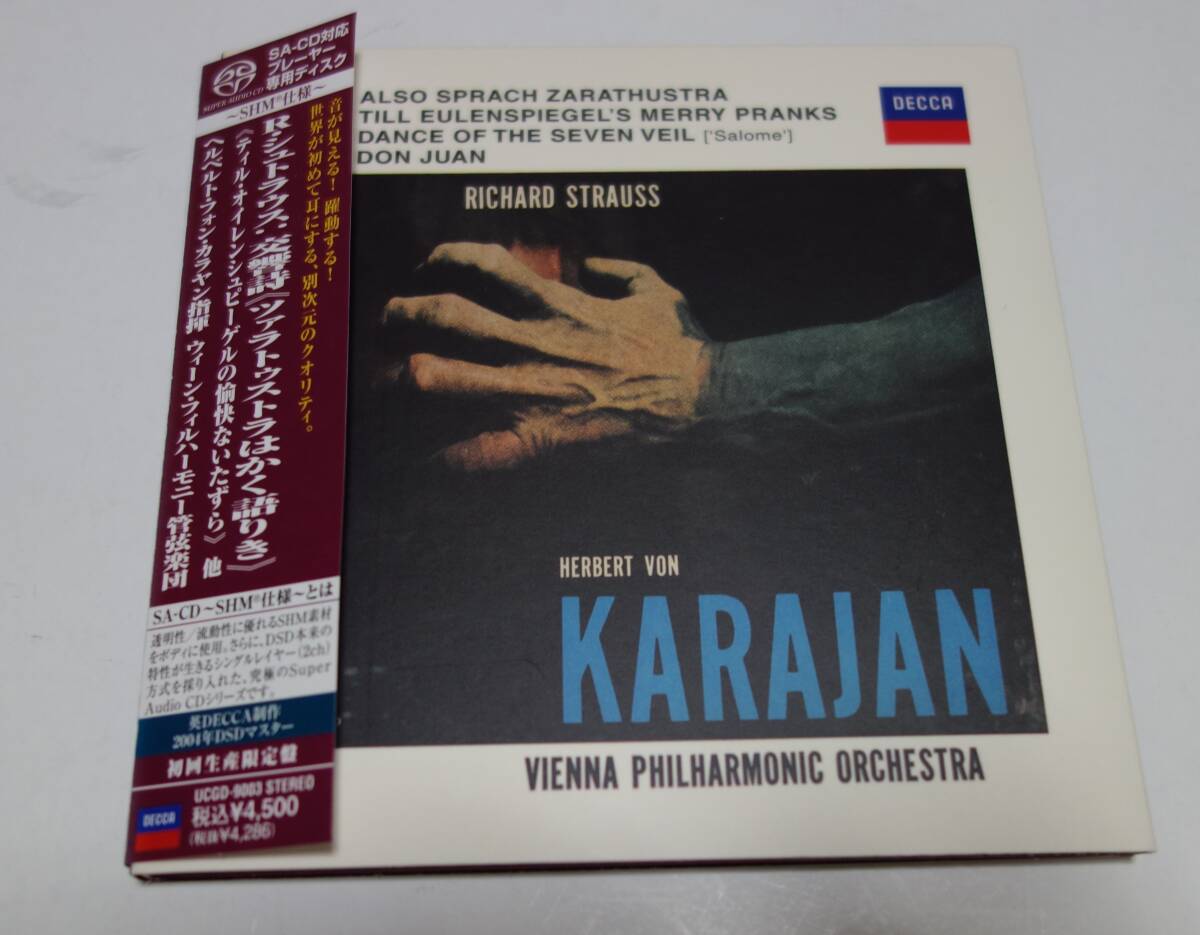 SUPER AUDIO CD
SA-CD対応
プレーヤー
専用ディスク
~SHM®仕様~
音が見える!躍動する!
世界が初めて耳にする、別次元のクオリティ。
R・シュトラウス:交響詩《ツァラトゥストラはかく語りき》
《ティル・オイレンシュピーゲルの愉快ないたずら》 他
ヘルベルト・フォン・カラヤン指揮 ウィーン・フィルハーモニー管弦楽団
SA-CD~SHM®仕様~とは
透明性/流動性に優れるSHM素材
をボディに使用。さらに、DSD本来の
特性が生きるシングルレイヤー(2ch)
方式を採り入れた、究極のSuper
Audio CDシリーズです。
英DECCA制作
2004年DSDマスター
初回生産限定盤
UCGD-9003 STEREO
DECCA
税込¥4,500
(税抜¥4,286)
ALSO SPRACH ZARATHUSTRA
TILL EULENSPIEGEL'S MERRY PRANKS
DANCE OF THE SEVEN VEIL ['Salome']
DON JUAN
DECCA
RICHARD STRAUSS
HERBERT VON
KARAJAN
VIENNA PHILHARMONIC ORCHESTRA